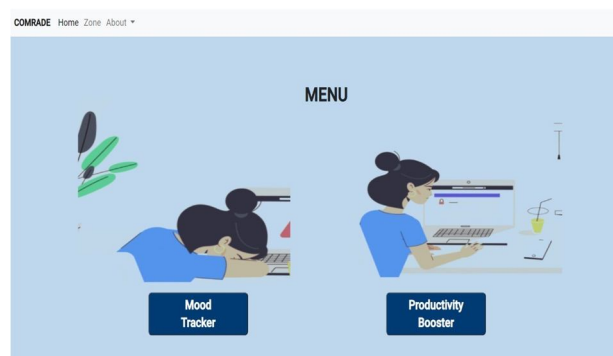 COMRADE Home Zone About
MENU
Mood
Tracker
Productivity
Booster